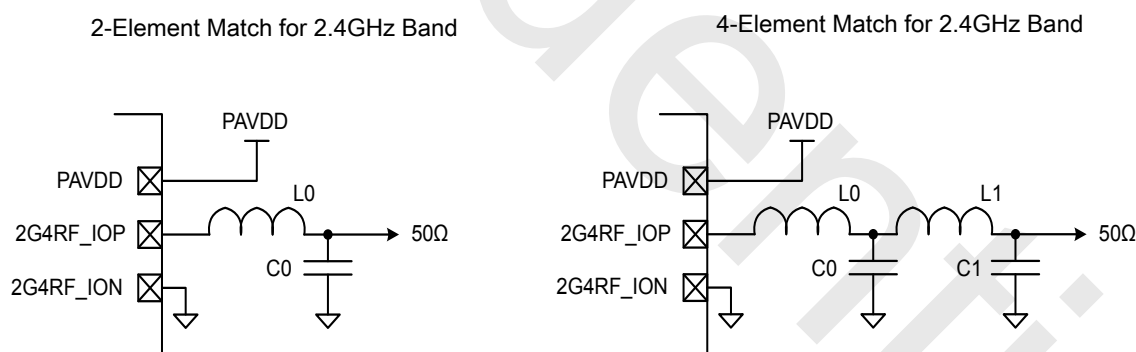 2-Element Match for 2.4GHz Band
4-Element Match for 2.4GHz Band
PAVDD
PAVDD
L0
2G4RF_IOP
50Ω
C0
2G4RF_ION
PAVDD
PAVDD
L0
L1
2G4RF_IOP
50Ω
C0
C1
2G4RF_ION